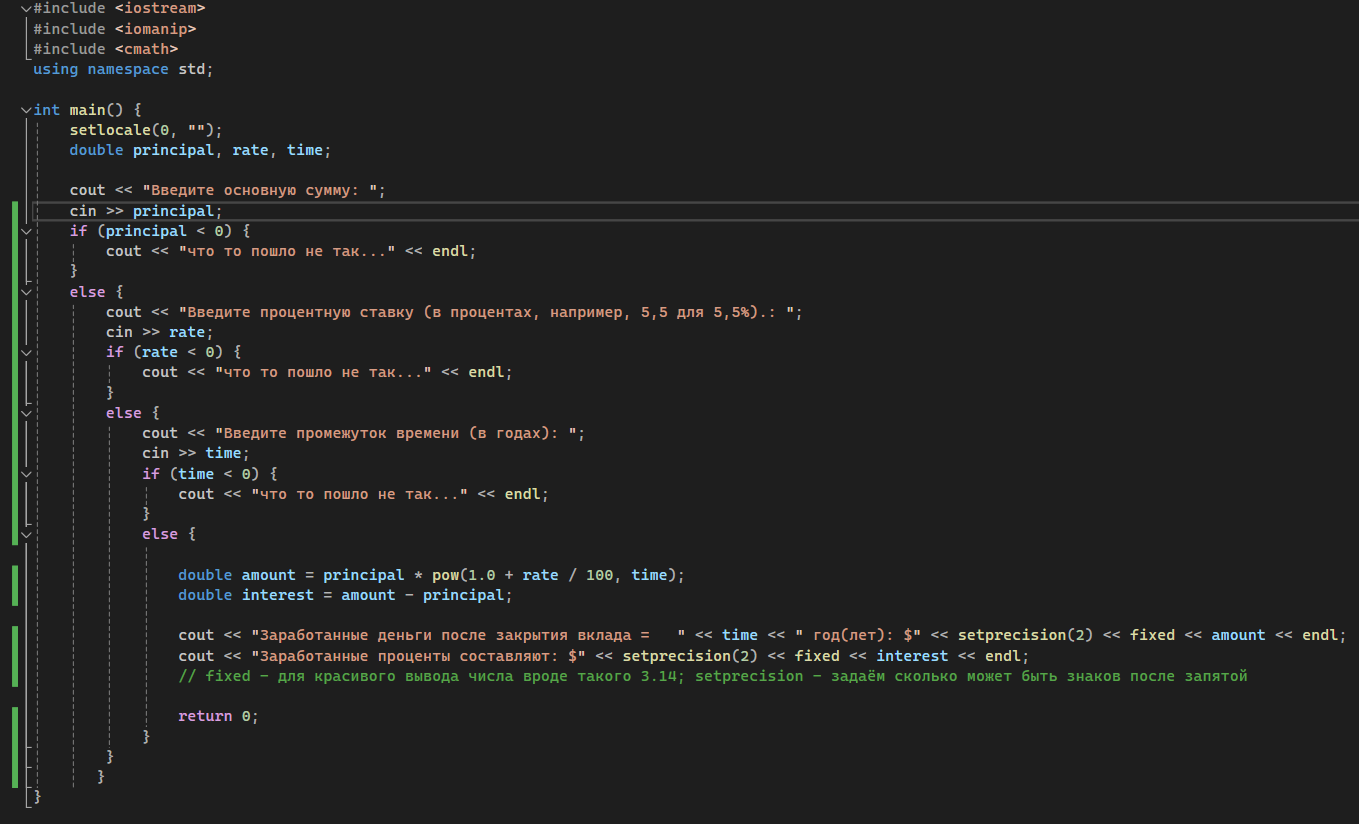 #include <iostream>
#include <iomanip>
#include <cmath>
using namespace std;
int main() {
setlocale(0, "");
double principal, rate, time;
cout << "Введите основную сумму: ";
cin >> principal;
if (principal < 0) {
cout << "что то пошло не так..." << endl;
}
else {
cout << "Введите процентную ставку (в процентах, например, 5,5 для 5,5%).: ";
cin >> rate;
if (rate < 0) {
cout << "что то пошло не так..." << endl;
}
else {
cout << "Введите промежуток времени (в годах): ";
cin >> time;
if (time < 0) {
cout << "что то пошло не так..." << endl;
}
else {
double amount = principal * pow(1.0 + rate / 100, time);
double interest = amount - principal;
cout << "Заработанные деньги после закрытия вклада =   " << time << " год(лет): $" << setprecision(2) << fixed << amount << endl;
cout << "Заработанные проценты составляют: $" << setprecision(2) << fixed << interest << endl;
// fixed - для красивого вывода числа вроде такого 3.14; setprecision - задаём сколько может быть знаков после запятой
return 0;
}
}
}
}